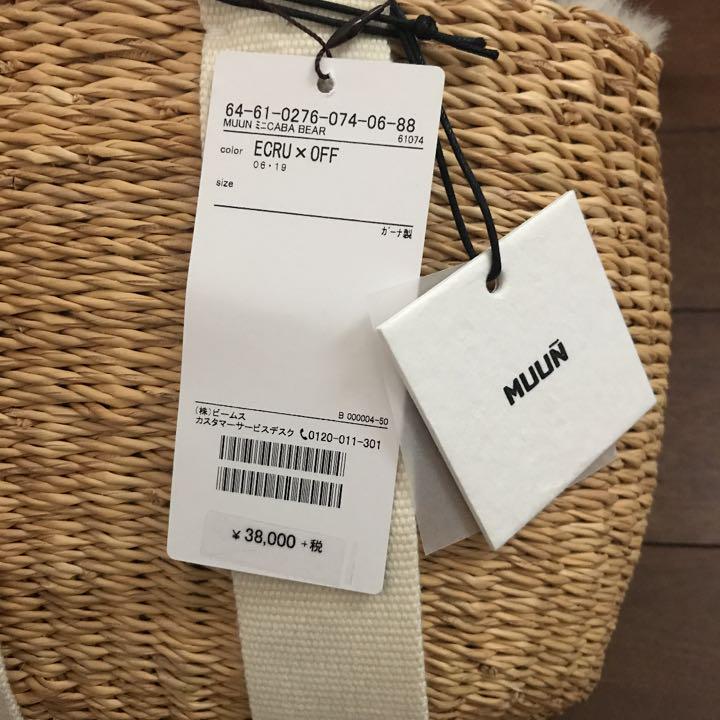 64-61-0276-074-06-88
MUUN ミニCABA BEAR
61074
color ECRU×OFF
06・19
size
ガーナ製
(株)ビームス B 000004-50
カスタマーサービスデスク 0120-011-301
¥38,000 +税
MUUÑ